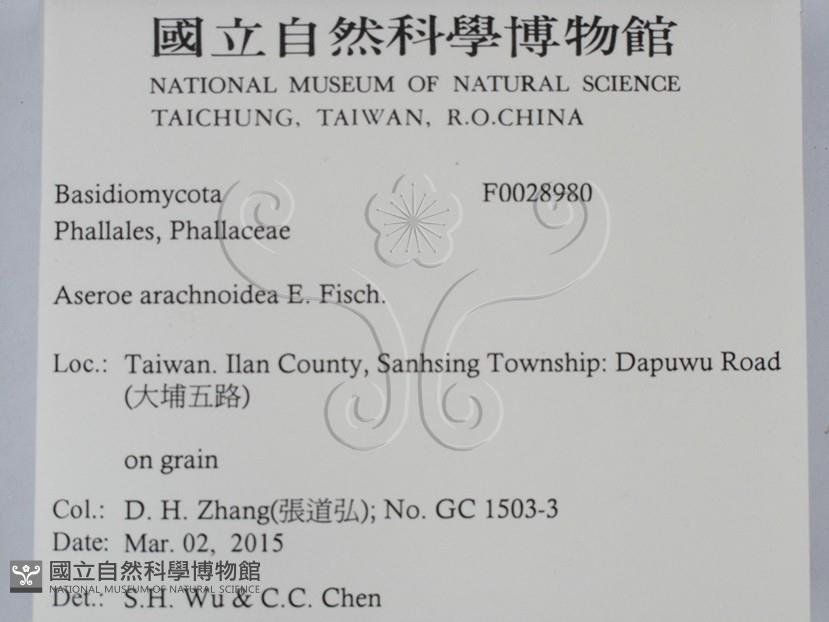 國立自然科學博物館
NATIONAL MUSEUM OF NATURAL SCIENCE
TAICHUNG, TAIWAN, R.O.CHINA
Basidiomycota F0028980
Phallales, Phallaceae
Aseroe arachnoidea E. Fisch.
Loc.: Taiwan. Ilan County, Sanhsing Township: Dapuwu Road
(大埔五路)
on grain
Col.: D. H. Zhang(張道弘); No. GC 1503-3
Date: Mar. 02, 2015
國立自然科學博物館
NATIONAL MUSEUM OF NATURAL SCIENCE
Det.: S.H. Wu & C.C. Chen